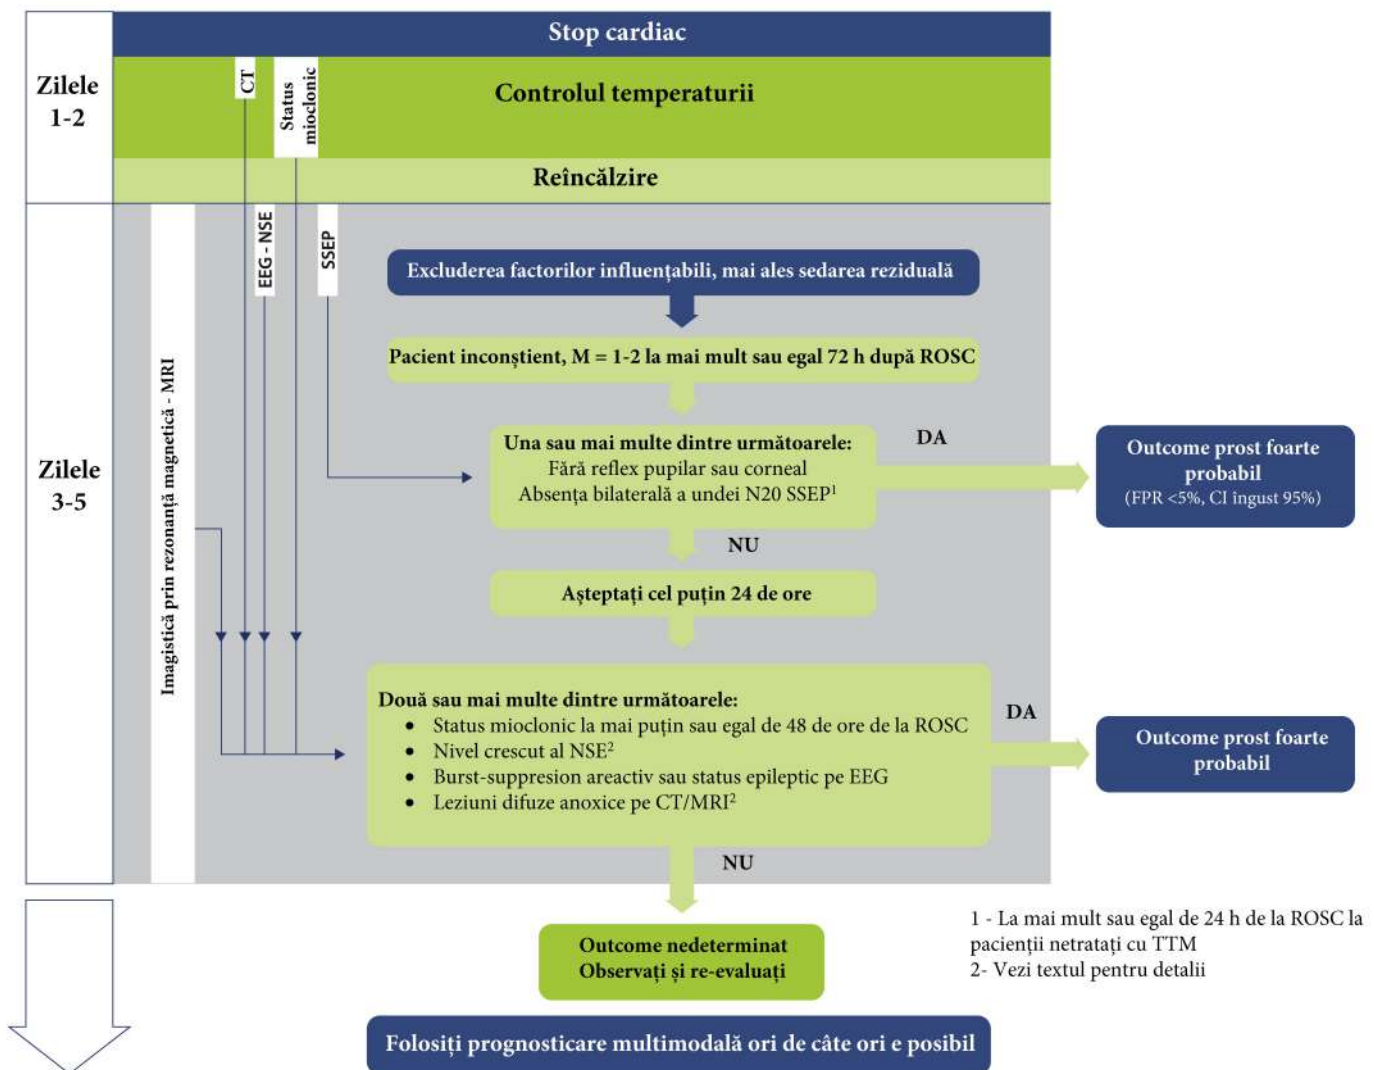 Stop cardiac
Zilele
1-2
CT
Status
mioclonic
Controlul temperaturii
Reîncălzire
Zilele
3-5
Imagistică prin rezonanță magnetică - MRI
EEG - NSE
SSEP
Excluderea factorilor influențabili, mai ales sedarea reziduală
Pacient inconștient, M = 1-2 la mai mult sau egal 72 h după ROSC
Una sau mai multe dintre următoarele:
Fără reflex pupilar sau corneal
Absența bilaterală a undei N20 SSEP¹
DA
Outcome prost foarte
probabil
(FPR <5%, CI îngust 95%)
NU
Așteptați cel puțin 24 de ore
Două sau mai multe dintre următoarele:
• Status mioclonic la mai puțin sau egal de 48 de ore de la ROSC
• Nivel crescut al NSE²
• Burst-suppresion areactiv sau status epileptic pe EEG
• Leziuni difuze anoxice pe CT/MRI²
DA
Outcome prost foarte
probabil
NU
Outcome nedeterminat
Observați și re-evaluați
1 - La mai mult sau egal de 24 h de la ROSC la
pacienții netratați cu TTM
2- Vezi textul pentru detalii
Folosiți prognosticare multimodală ori de câte ori e posibil